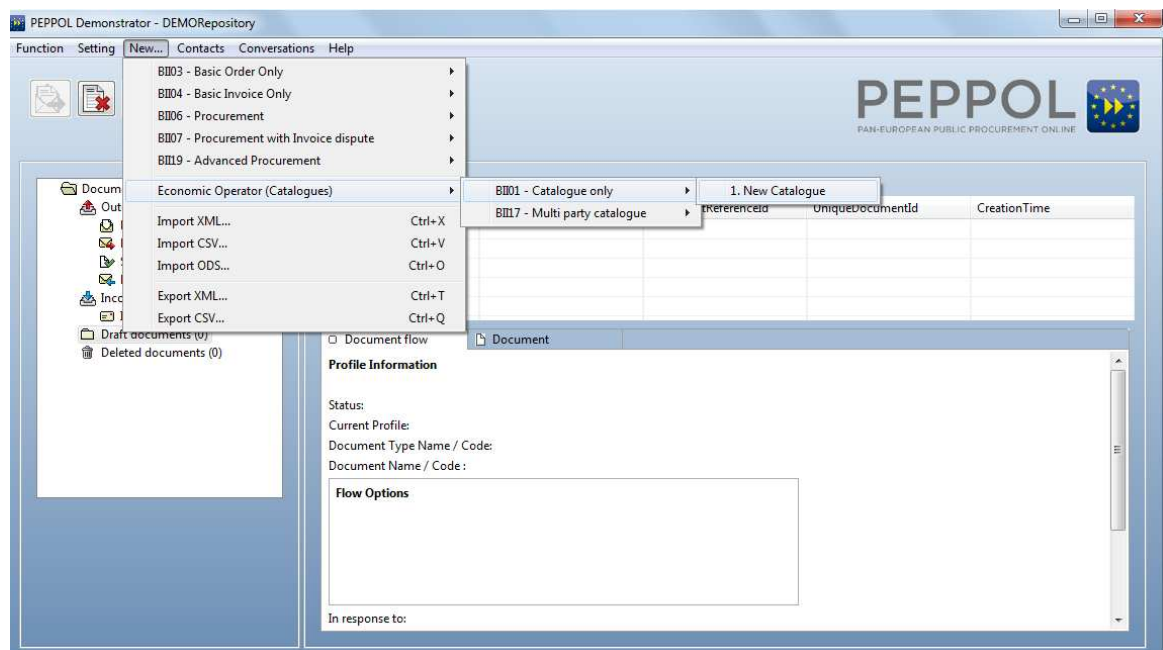 PEPPOL Demonstrator - DEMORepository
Function Setting New... Contacts Conversations Help
BII03 - Basic Order Only
BII04 - Basic Invoice Only
BII06 - Procurement
BII07 - Procurement with Invoice dispute
BII19 - Advanced Procurement
Economic Operator (Catalogues)
Import XML... Ctrl+X
Import CSV... Ctrl+V
Import ODS... Ctrl+O
Export XML... Ctrl+T
Export CSV... Ctrl+Q
BII01 - Catalogue only
BII17 - Multi party catalogue
1. New Catalogue
PEPPOL
PAN-EUROPEAN PUBLIC PROCUREMENT ONLINE
UniqueDocumentId CreationTime
Draft documents (0)
Deleted documents (0)
Document flow Document
Profile Information
Status:
Current Profile:
Document Type Name / Code:
Document Name / Code :
Flow Options
In response to: